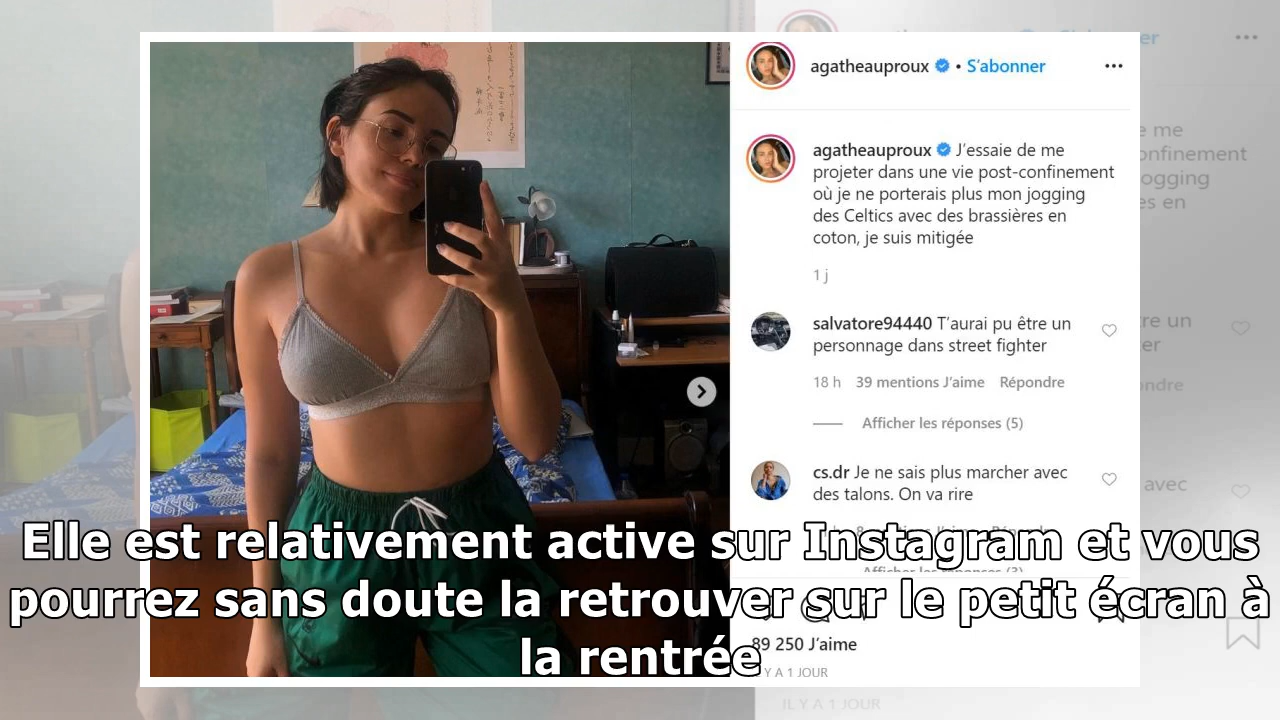 agatheauproux • S'abonner
agatheauproux J'essaie de me
projeter dans une vie post-confinement
où je ne porterais plus mon jogging
des Celtics avec des brassières en
coton, je suis mitigée
1 j
salvatore94440 T'aurai pu être un
personnage dans street fighter
18 h 39 mentions J'aime Répondre
Afficher les réponses (5)
cs.dr Je ne sais plus marcher avec
des talons. On va rire
Elle est relativement active sur Instagram et vous
pourrez sans doute la retrouver sur le petit écran à
la rentrée
89 250 J'aime
Y A 1 JOUR
IL Y A 1 JOUR